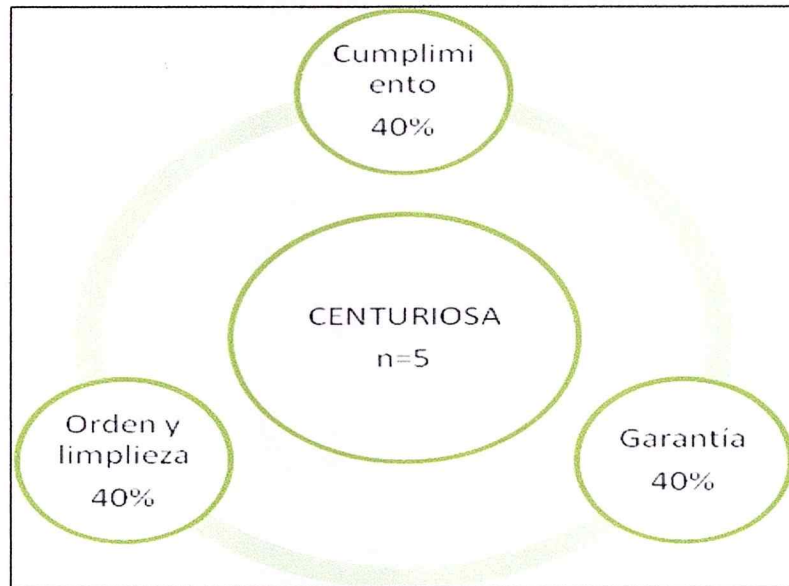 Cumplimi
ento
40%
CENTURIOSA
n=5
Orden y
limplieza
40%
Garantía
40%